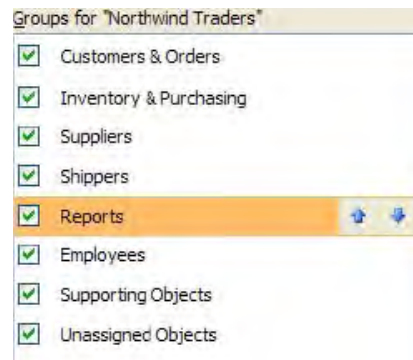 Groups for "Northwind Traders"
Customers & Orders
Inventory & Purchasing
Suppliers
Shippers
Reports
Employees
Supporting Objects
Unassigned Objects